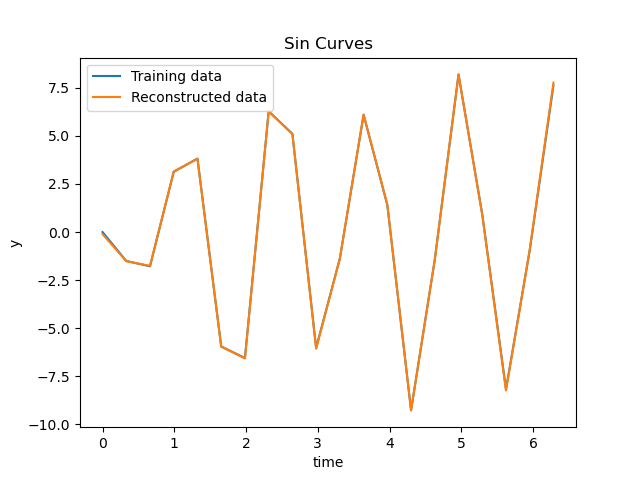 Sin Curves
Training data
Reconstructed data
7.5
5.0
2.5
0.0
−2.5
−5.0
−7.5
−10.0
y
0 1 2 3 4 5 6
time